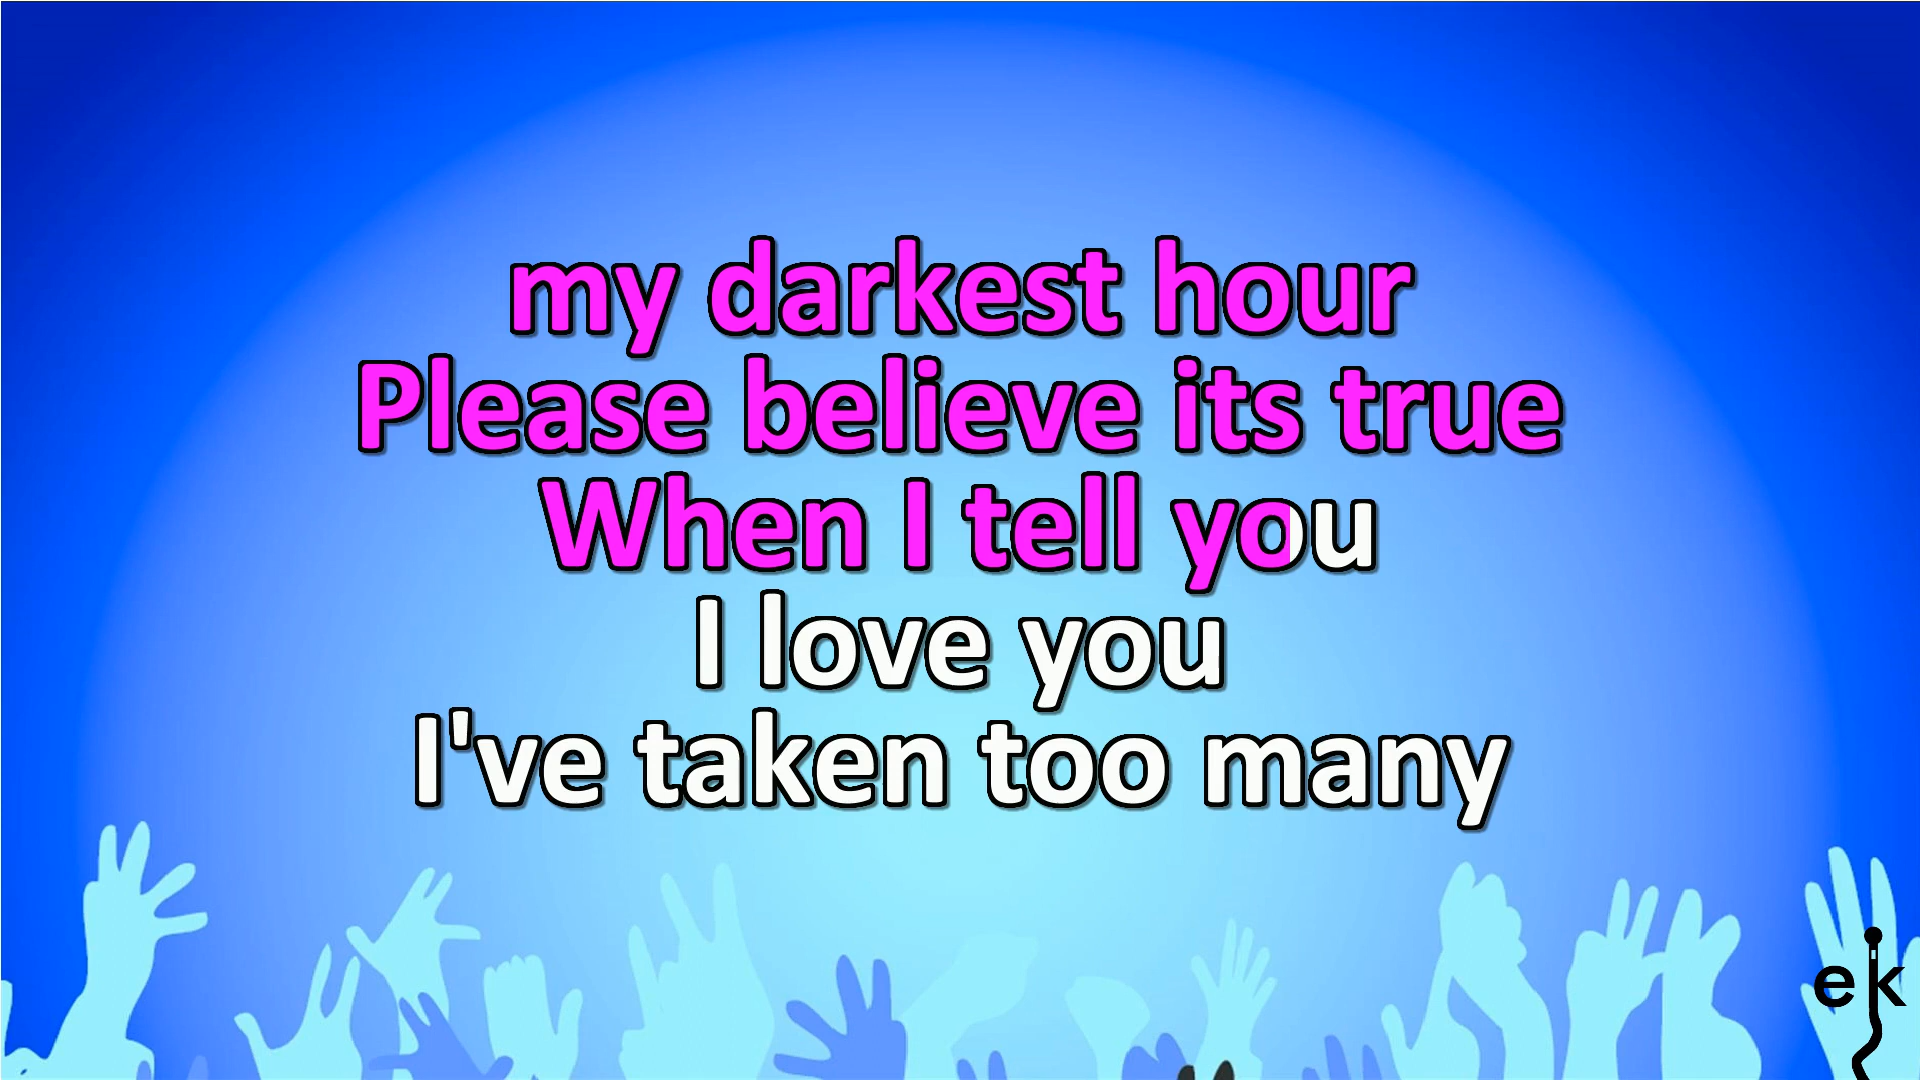 my darkest hour
Please believe its true
When I tell you
I love you
I've taken too many
ek